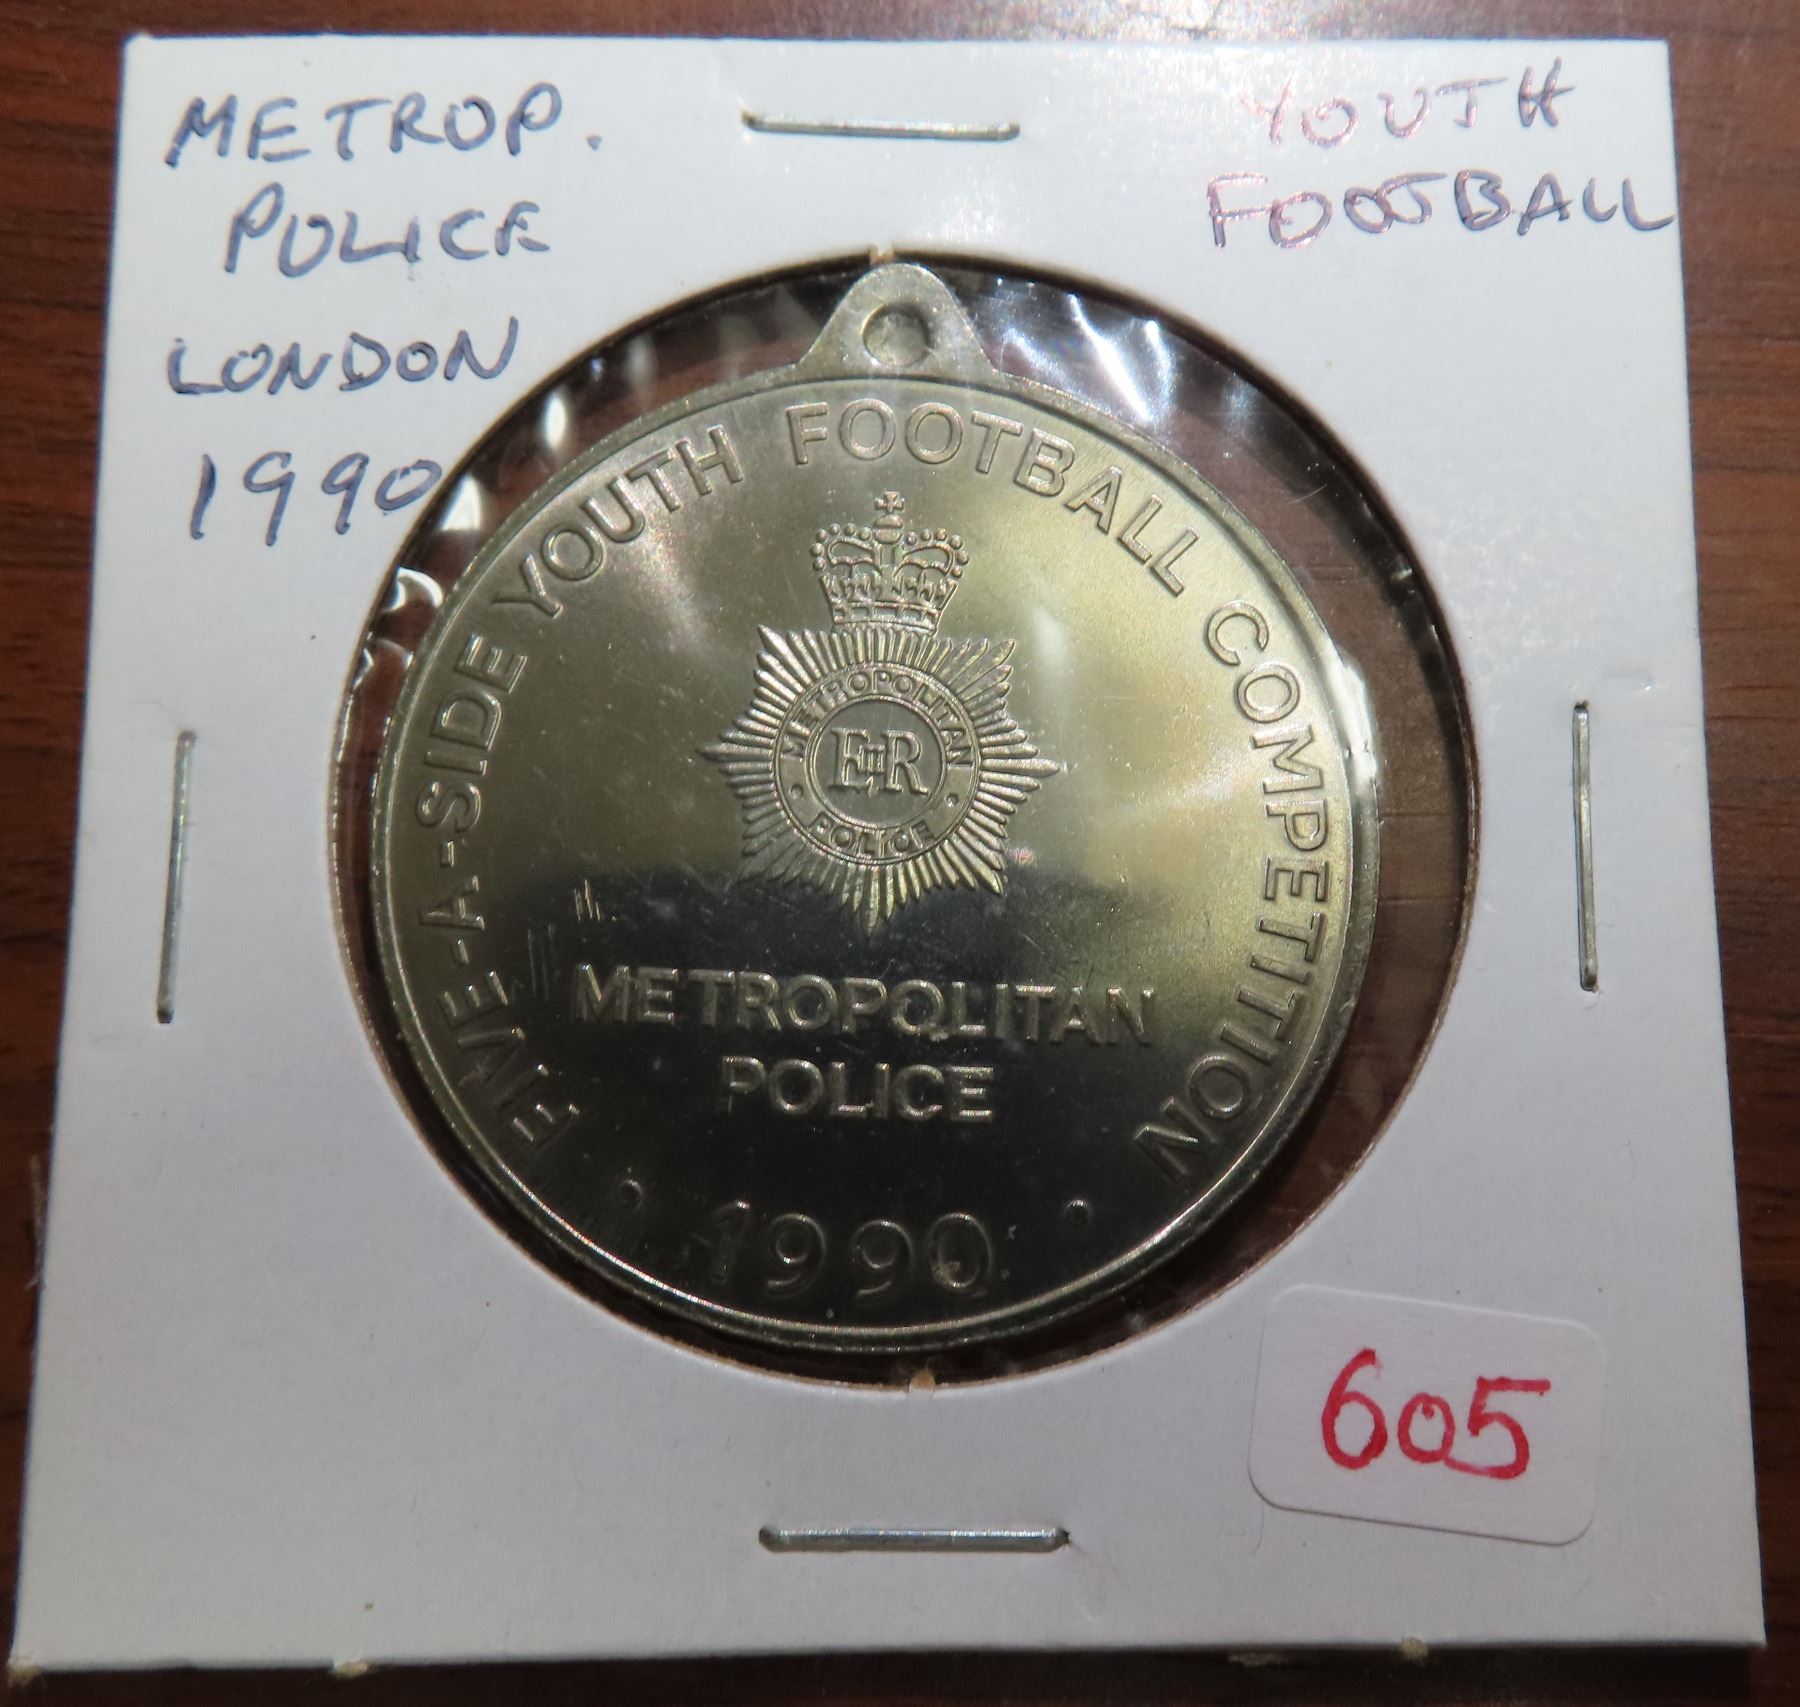 METROP.
POLICE
LONDON
1990
YOUTH
FOOTBALL
FIVE-A-SIDE YOUTH FOOTBALL COMPETITION
METROPOLITAN
EIIR
POLICE
METROPOLITAN
POLICE
• 1990 •
605